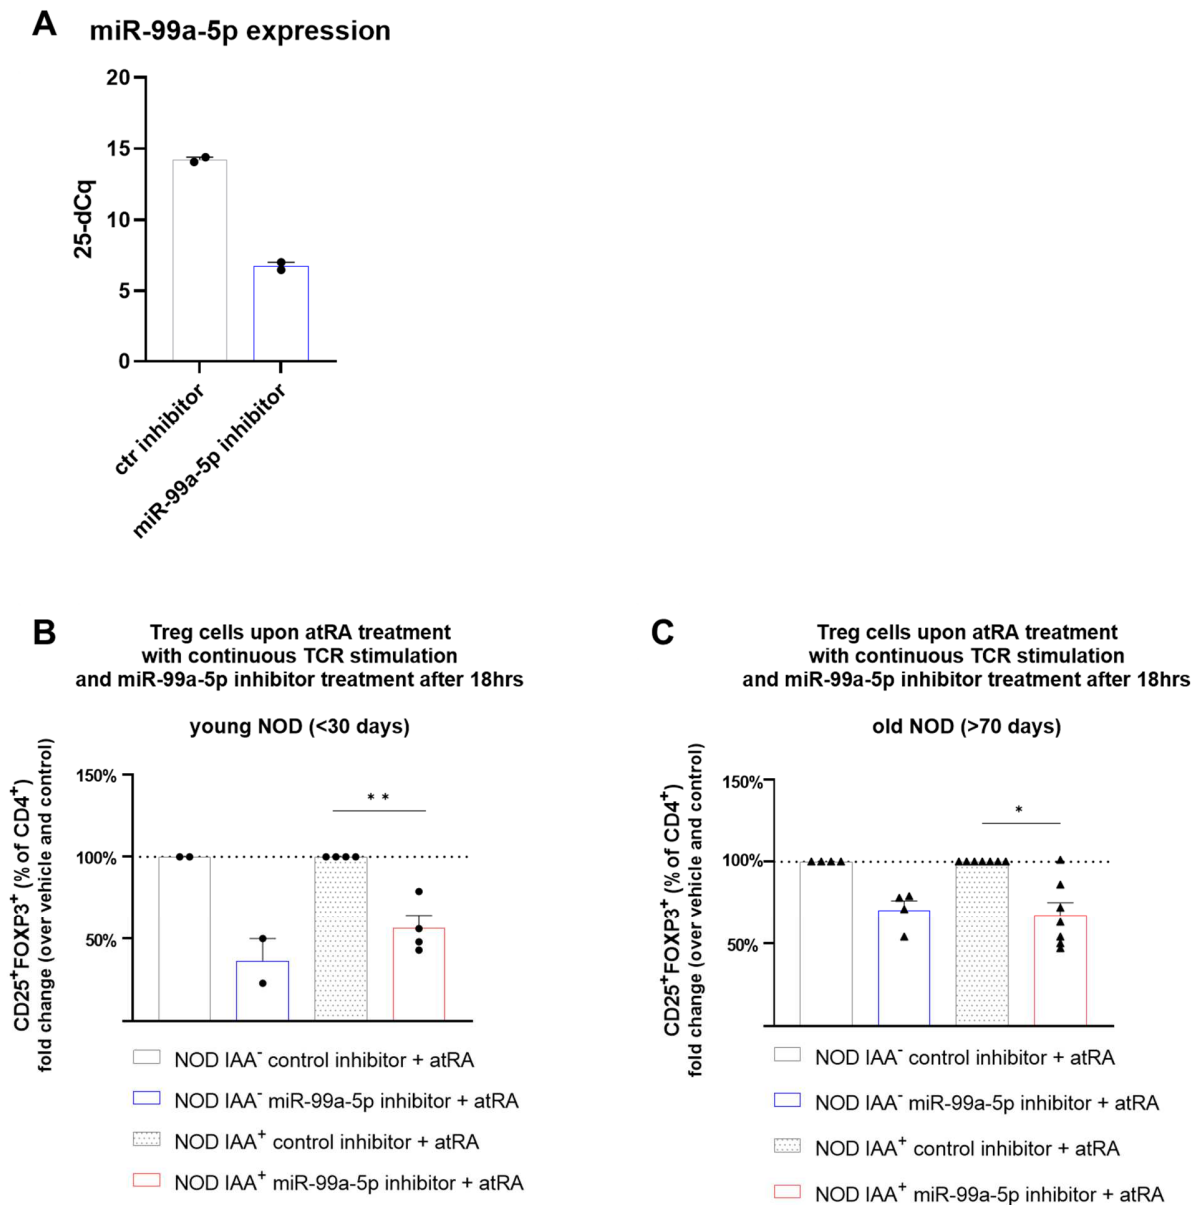 A
miR-99a-5p expression
20
15
10
5
0
25-dCq
ctr inhibitor
miR-99a-5p inhibitor
B
Treg cells upon atRA treatment
with continuous TCR stimulation
and miR-99a-5p inhibitor treatment after 18hrs
young NOD (<30 days)
CD25⁺FOXP3⁺ (% of CD4⁺)
fold change (over vehicle and control)
150%
100%
50%
* *
NOD IAA⁻ control inhibitor + atRA
NOD IAA⁻ miR-99a-5p inhibitor + atRA
NOD IAA⁺ control inhibitor + atRA
NOD IAA⁺ miR-99a-5p inhibitor + atRA
C
Treg cells upon atRA treatment
with continuous TCR stimulation
and miR-99a-5p inhibitor treatment after 18hrs
old NOD (>70 days)
CD25⁺FOXP3⁺ (% of CD4⁺)
fold change (over vehicle and control)
150%
100%
50%
*
NOD IAA⁻ control inhibitor + atRA
NOD IAA⁻ miR-99a-5p inhibitor + atRA
NOD IAA⁺ control inhibitor + atRA
NOD IAA⁺ miR-99a-5p inhibitor + atRA